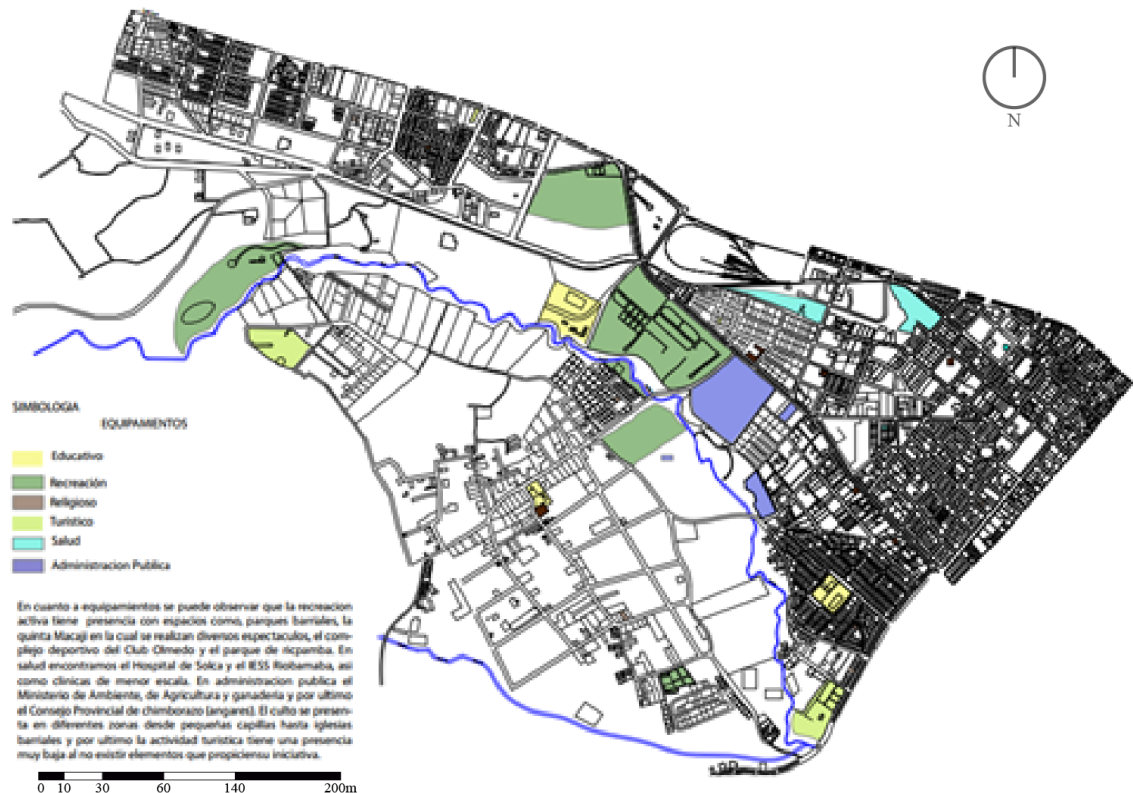 N
SIMBOLOGIA
EQUIPAMIENTOS
Educativo
Recreación
Religioso
Turístico
Salud
Administracion Publica
En cuanto a equipamientos se puede observar que la recreacion
activa tiene presencia con espacios como, parques barriales, la
quinta Macaji en la cual se realizan diversos espectaculos, el com-
plejo deportivo del Club Olmedo y el parque de ricpamba. En
salud encontramos el Hospital de Solca y el IESS Riobamaba, asi
como clinicas de menor escala. En administracion publica el
Ministerio de Ambiente, de Agricultura y ganaderia y por ultimo
el Consejo Provincial de chimborazo (angares). El culto se presen-
ta en diferentes zonas desde pequeñas capillas hasta iglesias
barriales y por ultimo la actividad turistica tiene una presencia
muy baja al no existir elementos que propiciensu iniciativa.
0 10 30 60 140 200m